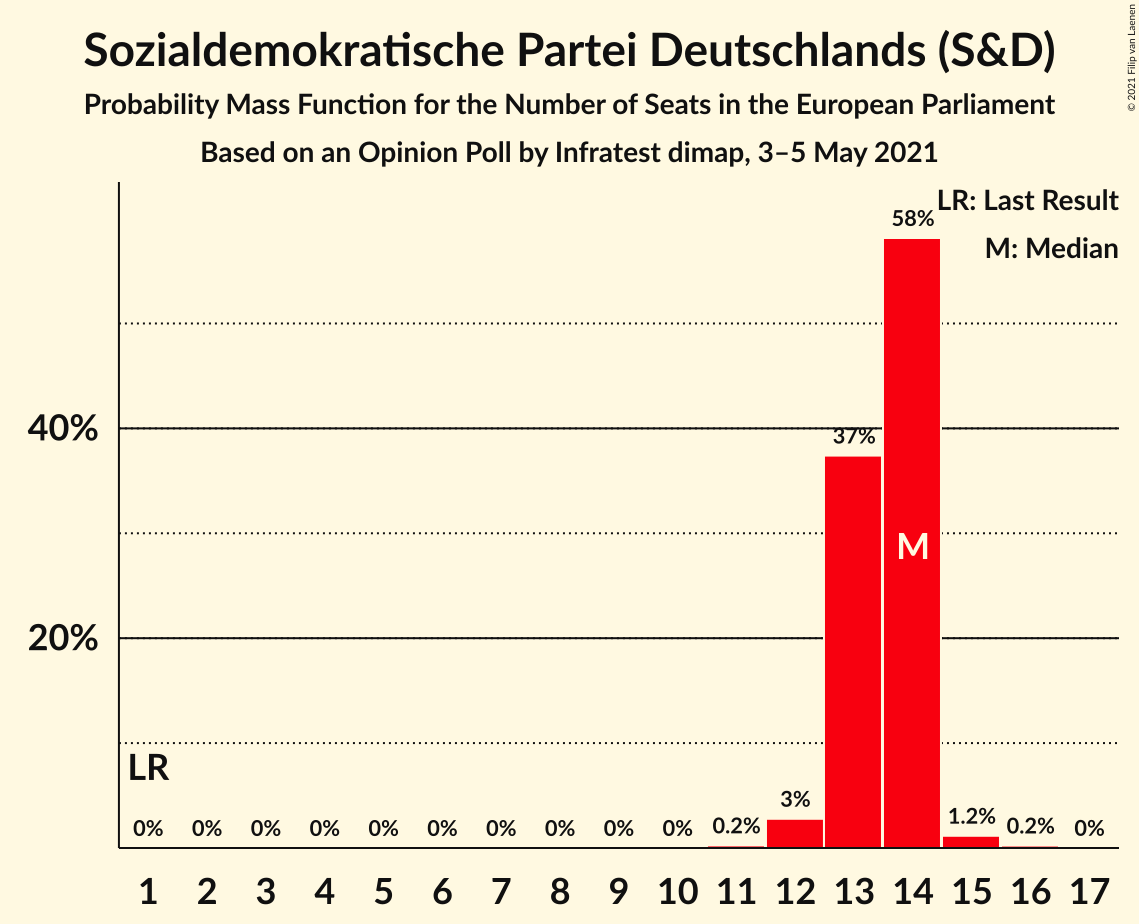 Sozialdemokratische Partei Deutschlands (S&D)
Probability Mass Function for the Number of Seats in the European Parliament
Based on an Opinion Poll by Infratest dimap, 3–5 May 2021
© 2021 Filip van Laenen
LR: Last Result
M: Median
58%
40%
37%
M
20%
LR
0% 0% 0% 0% 0% 0% 0% 0% 0% 0% 0.2% 3% 1.2% 0.2% 0%
1 2 3 4 5 6 7 8 9 10 11 12 13 14 15 16 17